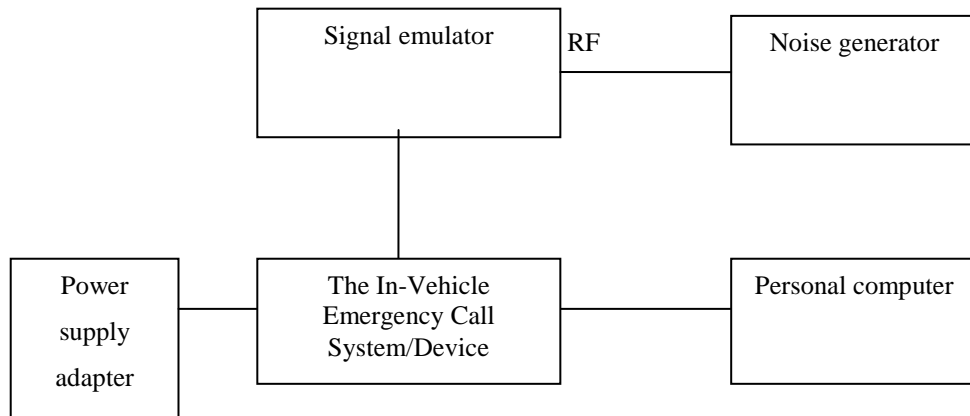 Signal emulator
RF
Noise generator
Power
supply
adapter
The In-Vehicle
Emergency Call
System/Device
Personal computer